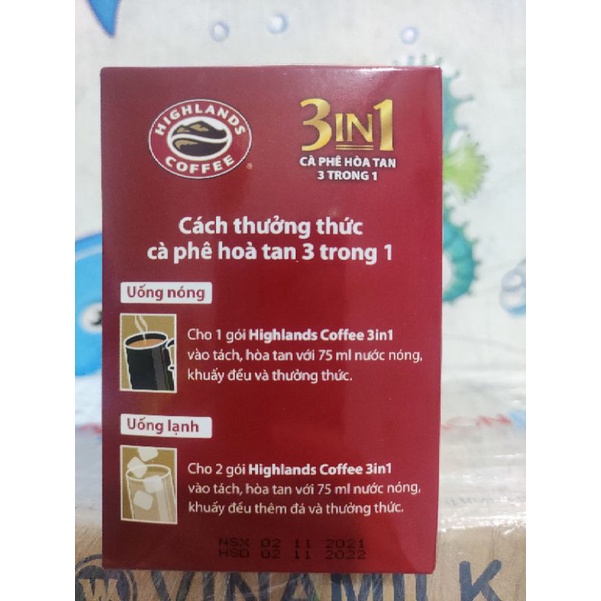 HIGHLANDS
COFFEE
®
3IN1
CÀ PHÊ HÒA TAN
3 TRONG 1
Cách thưởng thức
cà phê hoà tan 3 trong 1
Uống nóng
Cho 1 gói Highlands Coffee 3in1
vào tách, hòa tan với 75 ml nước nóng,
khuấy đều và thưởng thức.
Uống lạnh
Cho 2 gói Highlands Coffee 3in1
vào tách, hòa tan với 75 ml nước nóng,
khuấy đều thêm đá và thưởng thức.
NSX 02 11 2021
HSD 02 11 2022
VINAMILK